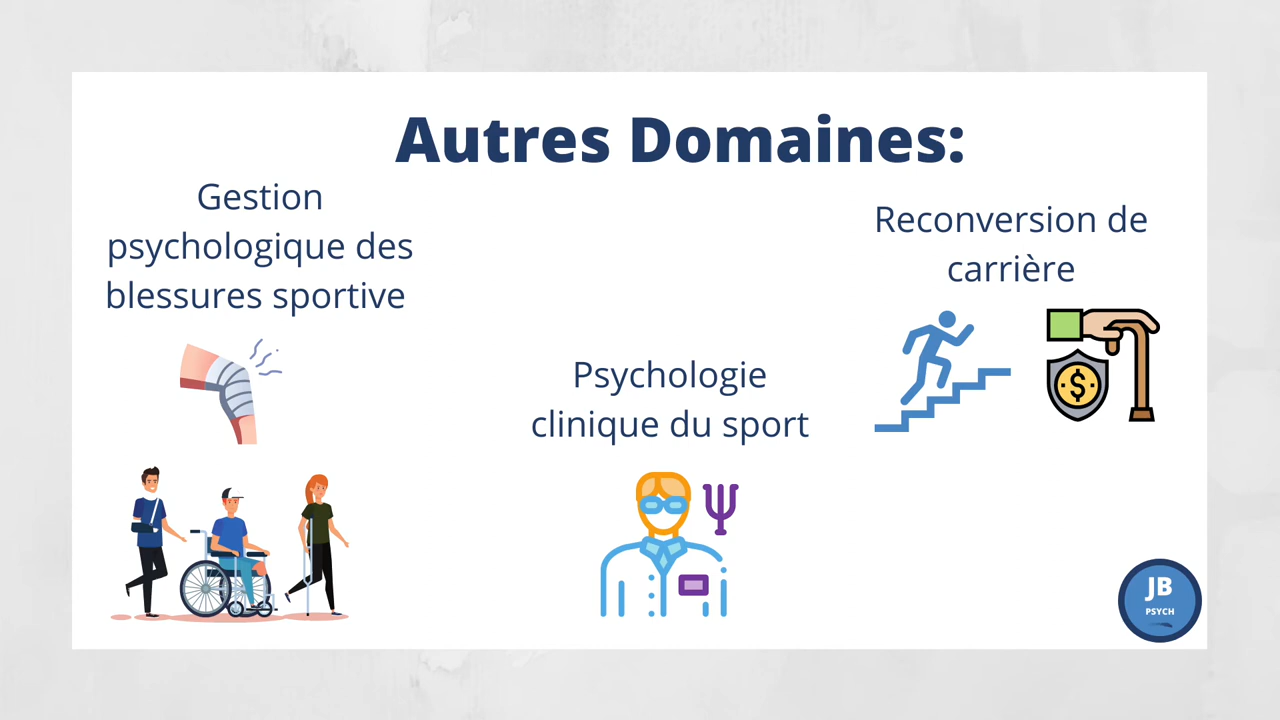 Autres Domaines:
Gestion
psychologique des
blessures sportive
Reconversion de
carrière
Psychologie
clinique du sport
JB
PSYCH